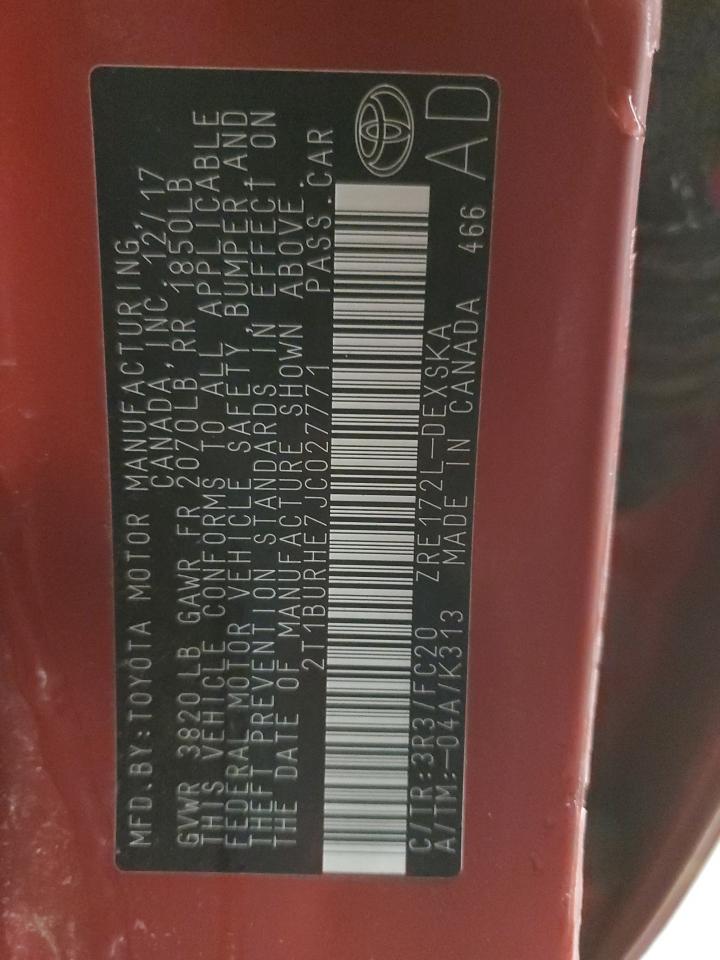 MFD.BY:TOYOTA MOTOR MANUFACTURING,
CANADA, INC. 12/17
GVWR 3820 LB GAWR FR 2070LB, RR 1850LB
THIS VEHICLE CONFORMS TO ALL APPLICABLE
FEDERAL MOTOR VEHICLE SAFETY, BUMPER, AND
THEFT PREVENTION STANDARDS IN EFFECT ON
THE DATE OF MANUFACTURE SHOWN ABOVE.
2T1BURHE7JC027771 PASS.CAR
C/TR:3R3/FC20 ZRE172L-DEXSKA
A/TM:-04A/K313 MADE IN CANADA 466
AD